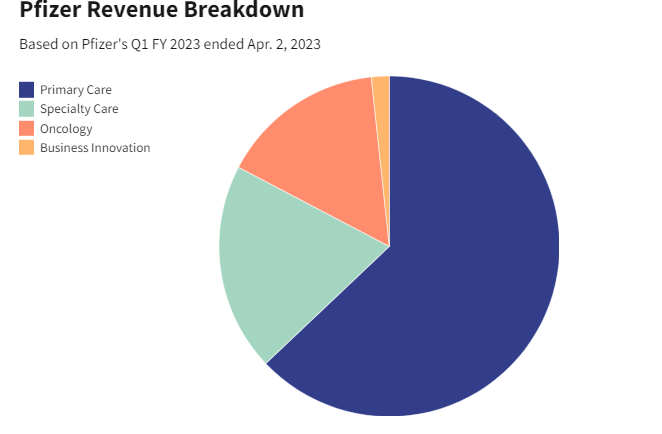 Pfizer Revenue Breakdown
Based on Pfizer's Q1 FY 2023 ended Apr. 2, 2023
Primary Care
Specialty Care
Oncology
Business Innovation